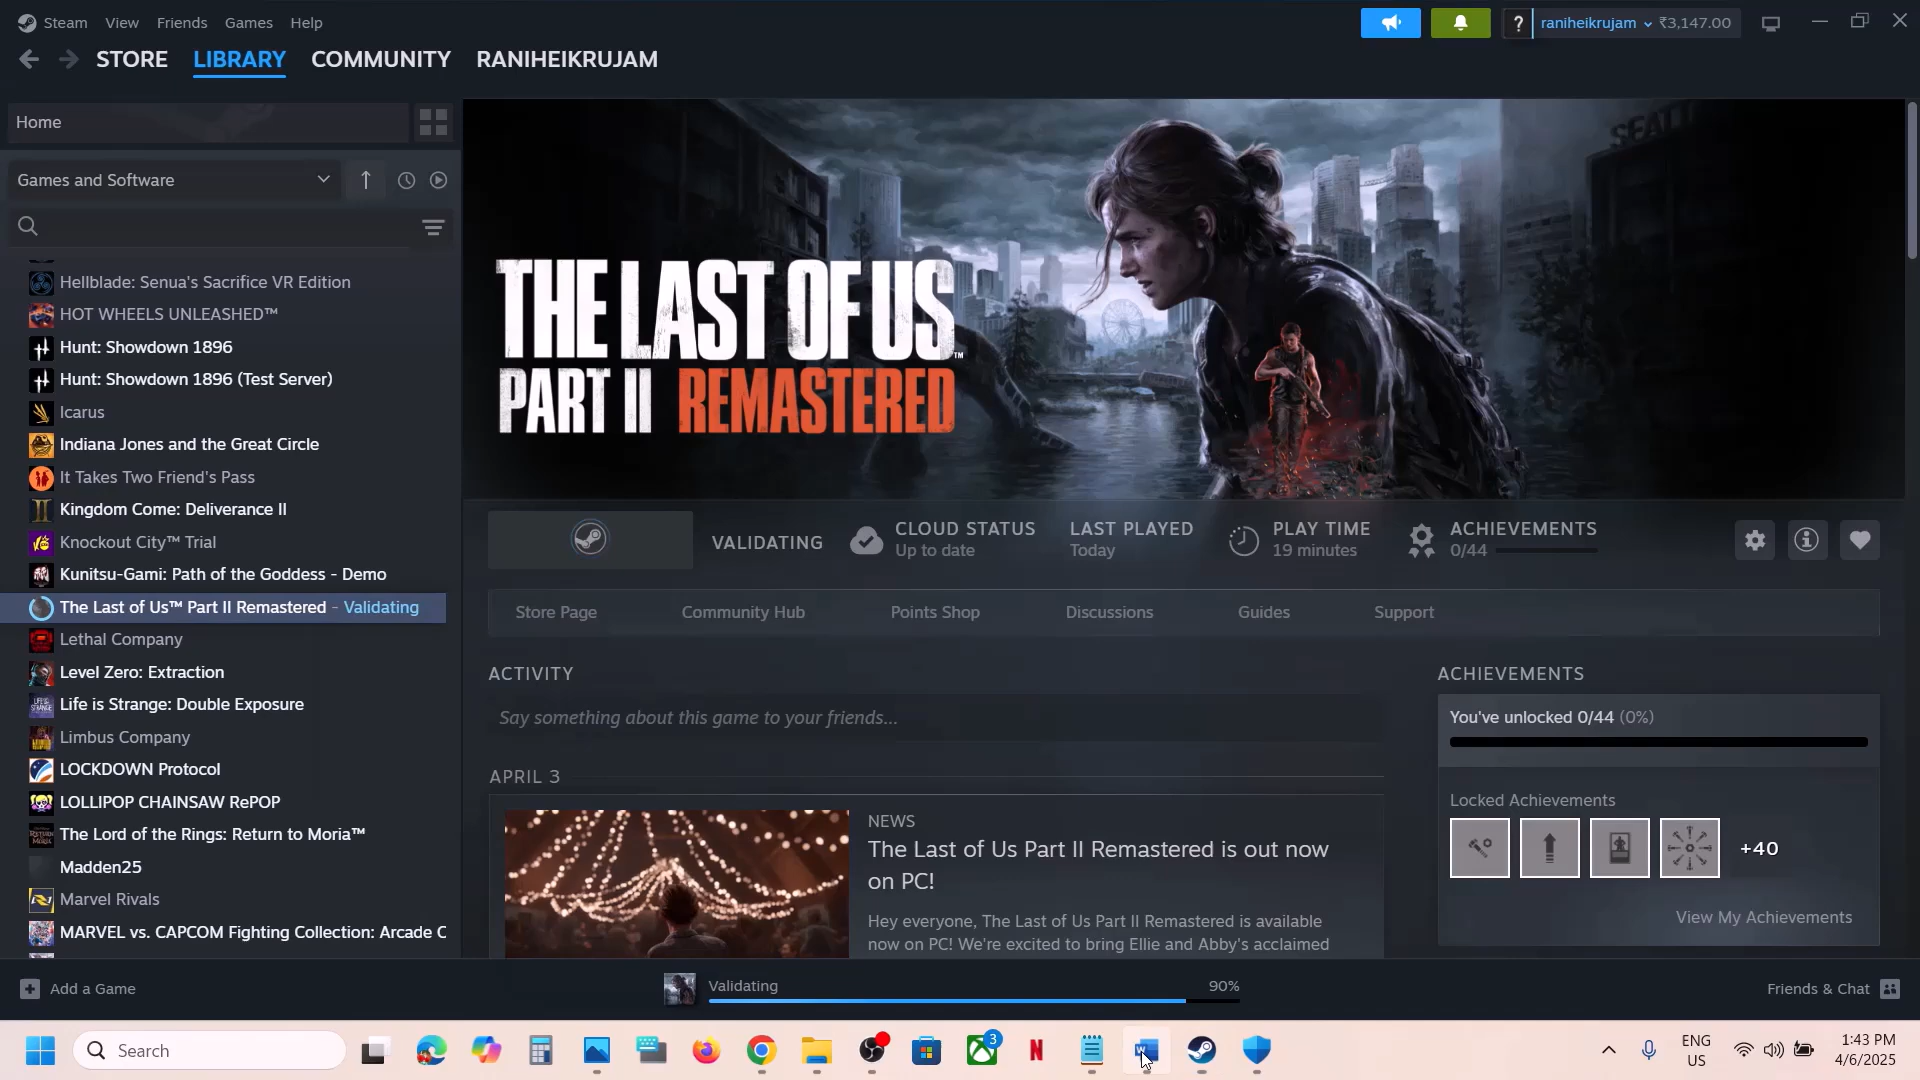 Steam View Friends Games Help
? raniheikrujam ₹3,147.00
STORE LIBRARY COMMUNITY RANIHEIKRUJAM
Home
Games and Software
Hellblade: Senua's Sacrifice VR Edition
HOT WHEELS UNLEASHED™
Hunt: Showdown 1896
Hunt: Showdown 1896 (Test Server)
Icarus
Indiana Jones and the Great Circle
It Takes Two Friend's Pass
Kingdom Come: Deliverance II
Knockout City™ Trial
Kunitsu-Gami: Path of the Goddess - Demo
The Last of Us™ Part II Remastered - Validating
Lethal Company
Level Zero: Extraction
Life is Strange: Double Exposure
Limbus Company
LOCKDOWN Protocol
LOLLIPOP CHAINSAW RePOP
The Lord of the Rings: Return to Moria™
Madden25
Marvel Rivals
MARVEL vs. CAPCOM Fighting Collection: Arcade C
SEATTL
THE LAST OF US™
PART II REMASTERED
VALIDATING
CLOUD STATUS
Up to date
LAST PLAYED
Today
PLAY TIME
19 minutes
ACHIEVEMENTS
0/44
Store Page Community Hub Points Shop Discussions Guides Support
ACTIVITY
Say something about this game to your friends...
APRIL 3
NEWS
The Last of Us Part II Remastered is out now
on PC!
Hey everyone, The Last of Us Part II Remastered is available
now on PC! We're excited to bring Ellie and Abby's acclaimed
ACHIEVEMENTS
You've unlocked 0/44 (0%)
Locked Achievements
+40
View My Achievements
Add a Game
Validating 90%
Friends & Chat
Search
3
ENG
US
1:43 PM
4/6/2025